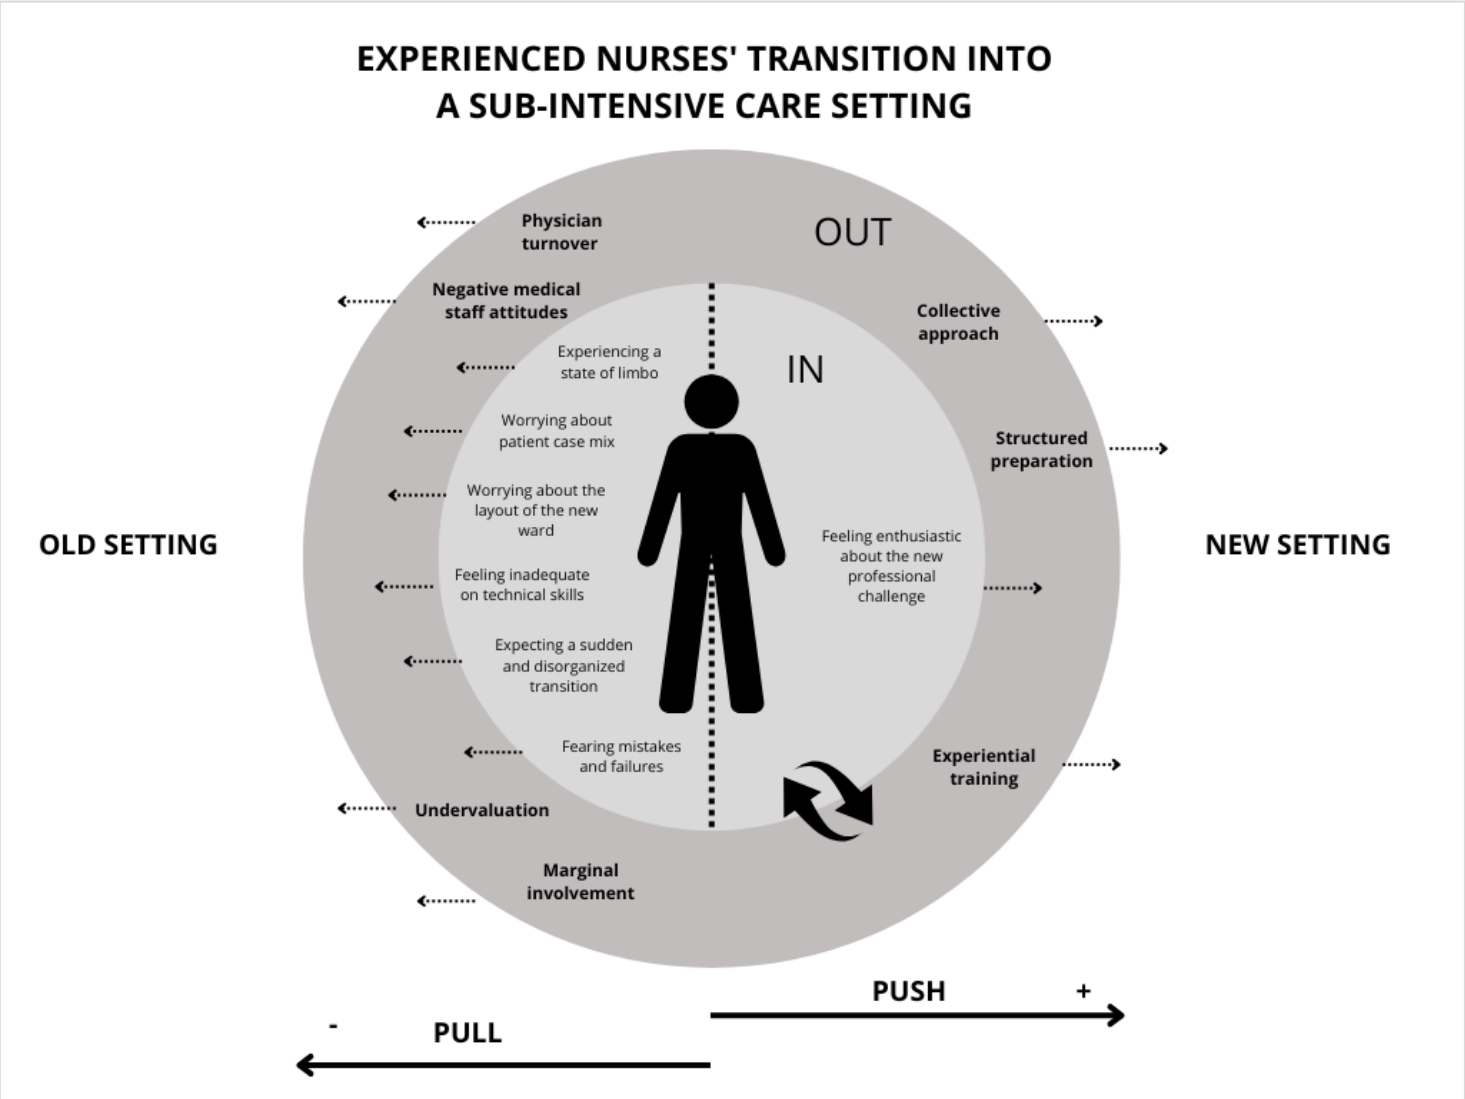 EXPERIENCED NURSES' TRANSITION INTO
A SUB-INTENSIVE CARE SETTING
OUT
Physician
turnover
Negative medical
staff attitudes
Collective
approach
IN
Experiencing a
state of limbo
Worrying about
patient case mix
Structured
preparation
Worrying about the
layout of the new
ward
OLD SETTING
NEW SETTING
Feeling enthusiastic
about the new
professional
challenge
Feeling inadequate
on technical skills
Expecting a sudden
and disorganized
transition
Fearing mistakes
and failures
Experiential
training
Undervaluation
Marginal
involvement
PUSH +
- PULL